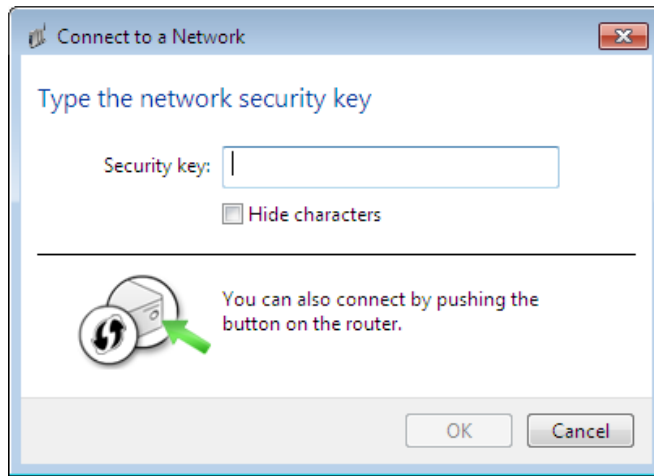 Connect to a Network
Type the network security key
Security key:
Hide characters
You can also connect by pushing the
button on the router.
OK
Cancel